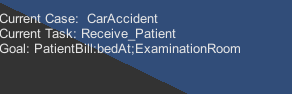 Current Case:  CarAccident
Current Task: Receive_Patient
Goal: PatientBill:bedAt;ExaminationRoom